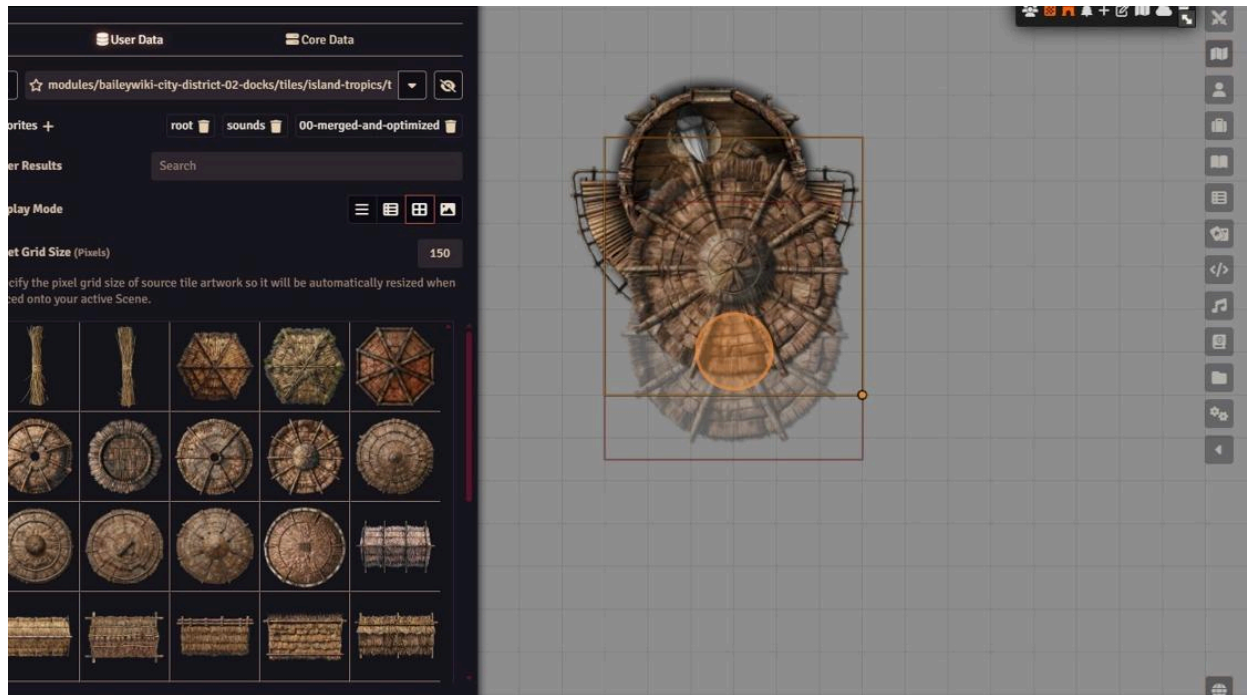 User Data
Core Data
modules/baileywiki-city-district-02-docks/tiles/island-tropics/t
orites +
root
sounds
00-merged-and-optimized
er Results
Search
play Mode
et Grid Size (Pixels)
150
cify the pixel grid size of source tile artwork so it will be automatically resized when
ced onto your active Scene.